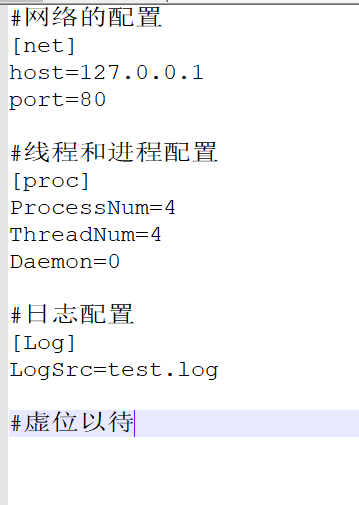 #网络的配置
[net]
host=127.0.0.1
port=80
#线程和进程配置
[proc]
ProcessNum=4
ThreadNum=4
Daemon=0
#日志配置
[Log]
LogSrc=test.log
#虚位以待